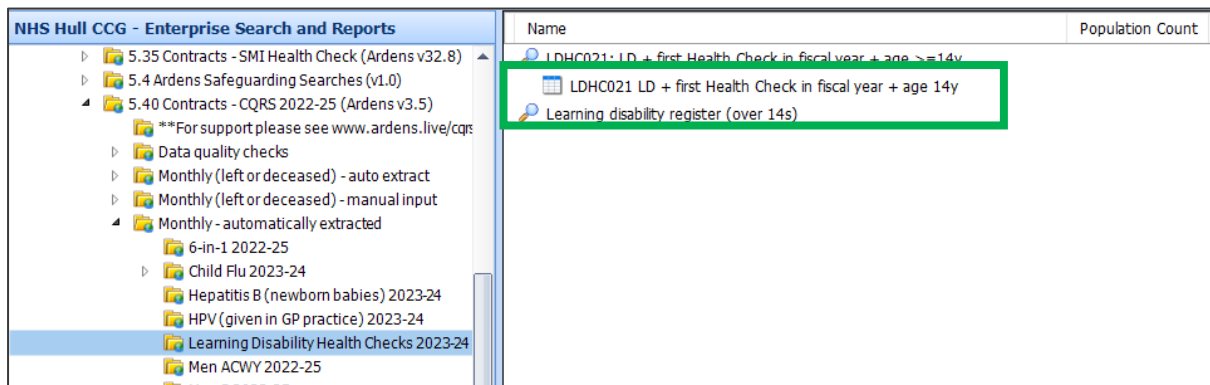 NHS Hull CCG - Enterprise Search and Reports
5.35 Contracts - SMI Health Check (Ardens v32.8)
5.4 Ardens Safeguarding Searches (v1.0)
5.40 Contracts - CQRS 2022-25 (Ardens v3.5)
**For support please see www.ardens.live/cqrs
Data quality checks
Monthly (left or deceased) - auto extract
Monthly (left or deceased) - manual input
Monthly - automatically extracted
6-in-1 2022-25
Child Flu 2023-24
Hepatitis B (newborn babies) 2023-24
HPV (given in GP practice) 2023-24
Learning Disability Health Checks 2023-24
Men ACWY 2022-25
Name
Population Count
LDHC021: LD + first Health Check in fiscal year + age >=14y
LDHC021 LD + first Health Check in fiscal year + age 14y
Learning disability register (over 14s)